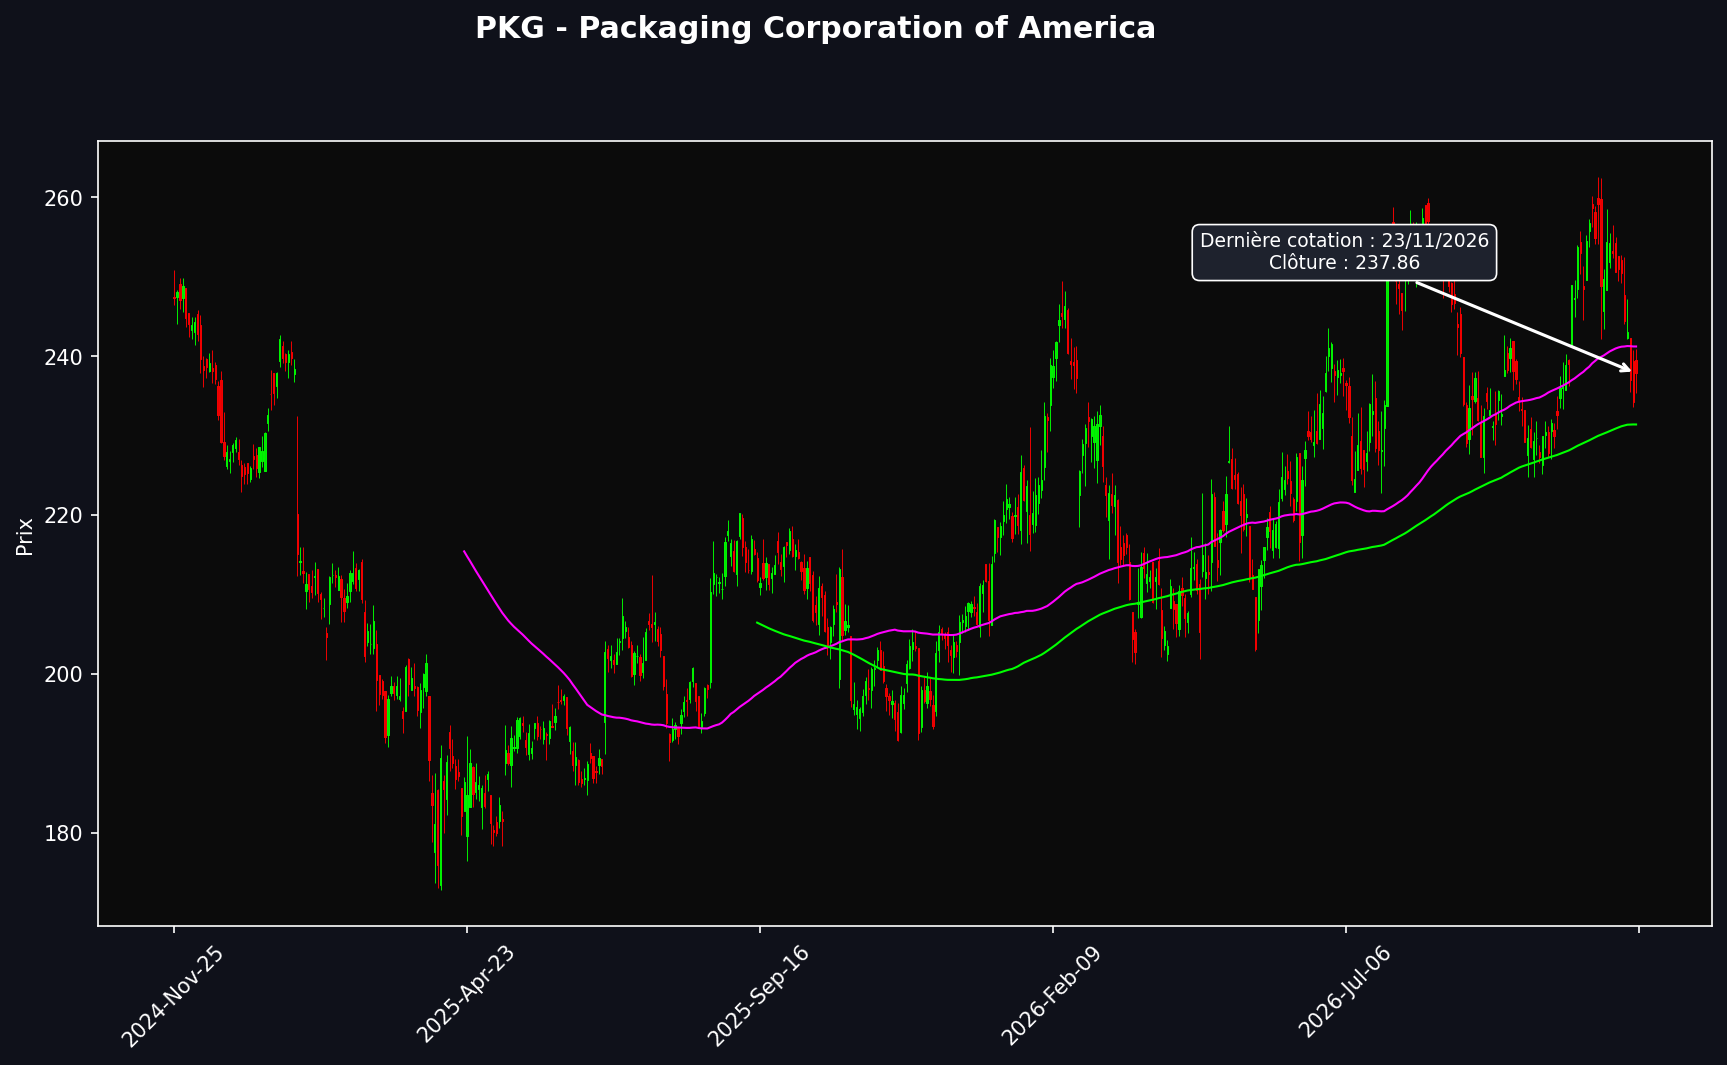 PKG - Packaging Corporation of America
Prix
260
240
220
200
180
Dernière cotation : 23/11/2026
Clôture : 237.86
2024-Nov-25
2025-Apr-23
2025-Sep-16
2026-Feb-09
2026-Jul-06